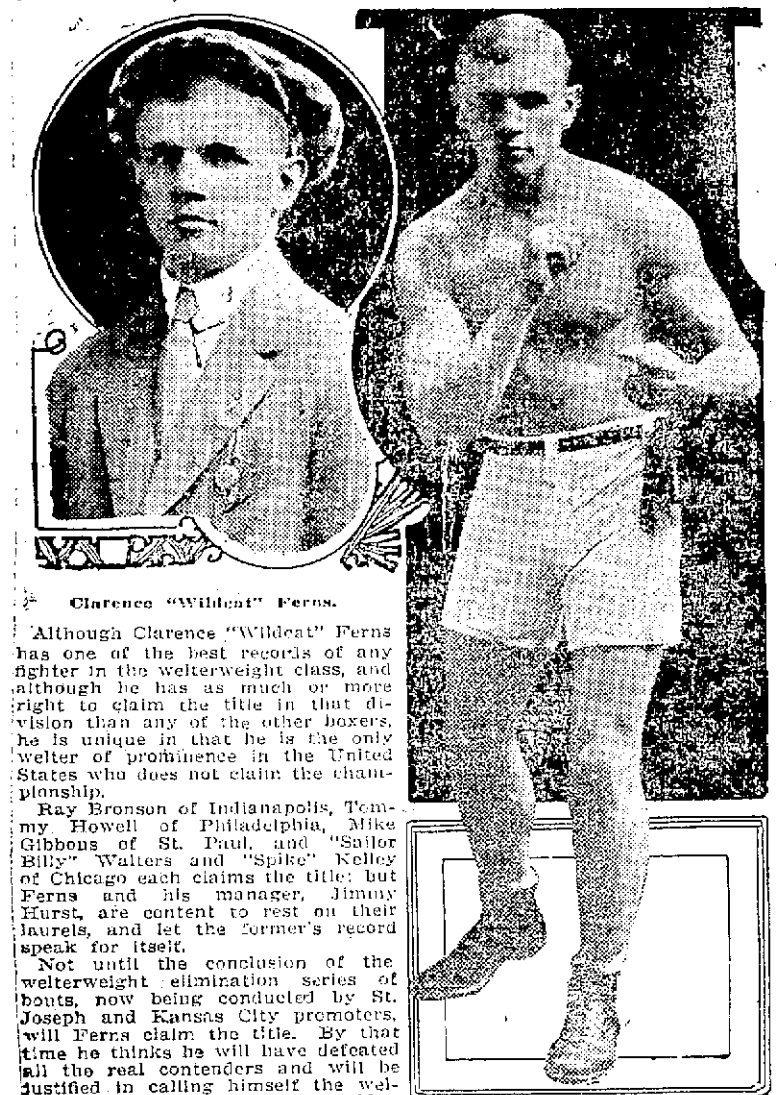 Clarence "Wildcat" Ferns.
Although Clarence "Wildcat" Ferns
has one of the best records of any
fighter in the welterweight class, and
although he has as much or more
right to claim the title in that di-
vision than any of the other boxers,
he is unique in that he is the only
welter of prominence in the United
States who does not claim the cham-
pionship.
Ray Bronson of Indianapolis, Tom-
my Howell of Philadelphia, Mike
Gibbons of St. Paul, and "Sailor
Billy" Walters and "Spike" Kelley
of Chicago each claims the title; but
Ferns and his manager, Jimmy
Hurst, are content to rest on their
laurels, and let the former's record
speak for itself.
Not until the conclusion of the
welterweight elimination series of
bouts, now being conducted by St.
Joseph and Kansas City promoters,
will Ferns claim the title. By that
time he thinks he will have defeated
all the real contenders and will be
justified in calling himself the wel-